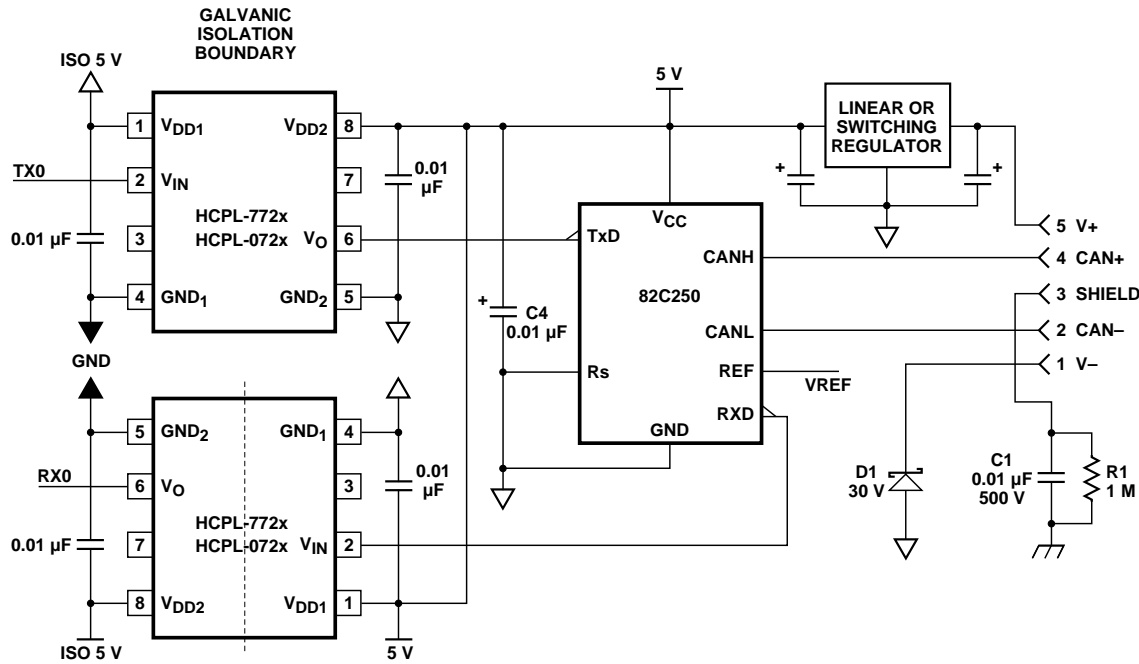 GALVANIC
ISOLATION
BOUNDARY
ISO 5 V
5 V
LINEAR OR
SWITCHING
REGULATOR
1 VDD1
VDD2 8
TX0
2 VIN
7
0.01
µF
+
+
HCPL-772x
HCPL-072x
VO 6
3
0.01 µF
4 GND1
GND2 5
VCC
TxD
CANH
82C250
CANL
Rs
REF
RXD
GND
VREF
+
C4
0.01 µF
5 V+
4 CAN+
3 SHIELD
2 CAN–
1 V–
GND
5 GND2
GND1 4
RX0
6 VO
3
0.01
µF
HCPL-772x
HCPL-072x
VIN 2
7
0.01 µF
8 VDD2
VDD1 1
ISO 5 V
5 V
D1
30 V
C1
0.01 µF
500 V
R1
1 M